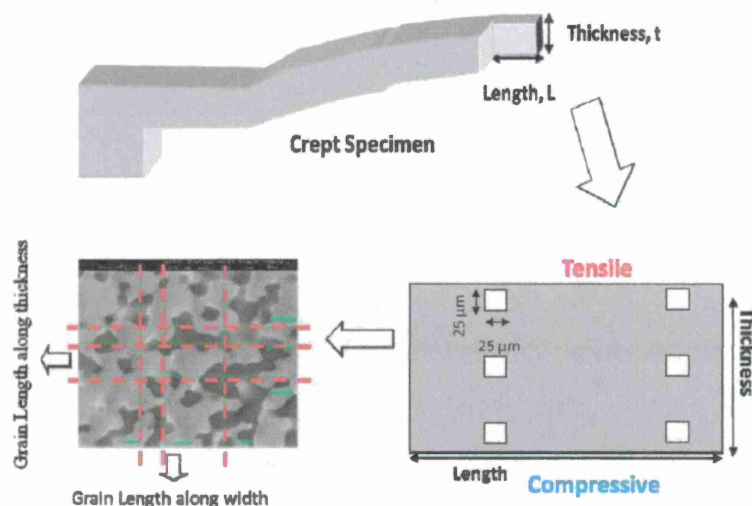 Thickness, t
Length, L
Crept Specimen
Tensile
25 µm
25 µm
Thickness
Length
Compressive
Grain Length along thickness
Grain Length along width